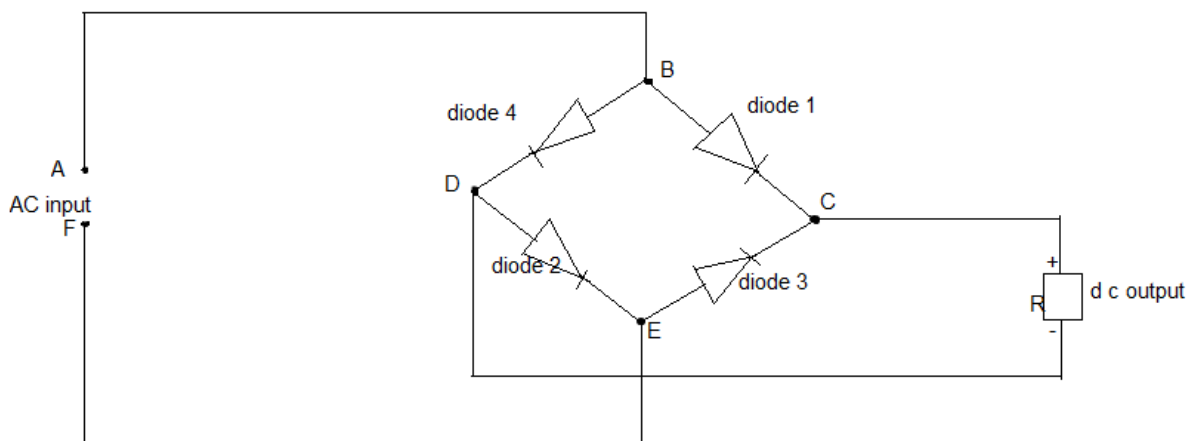 B
diode 1
diode 4
A
D
AC input
C
F
+
diode 2
diode 3
d c output
R
E
-